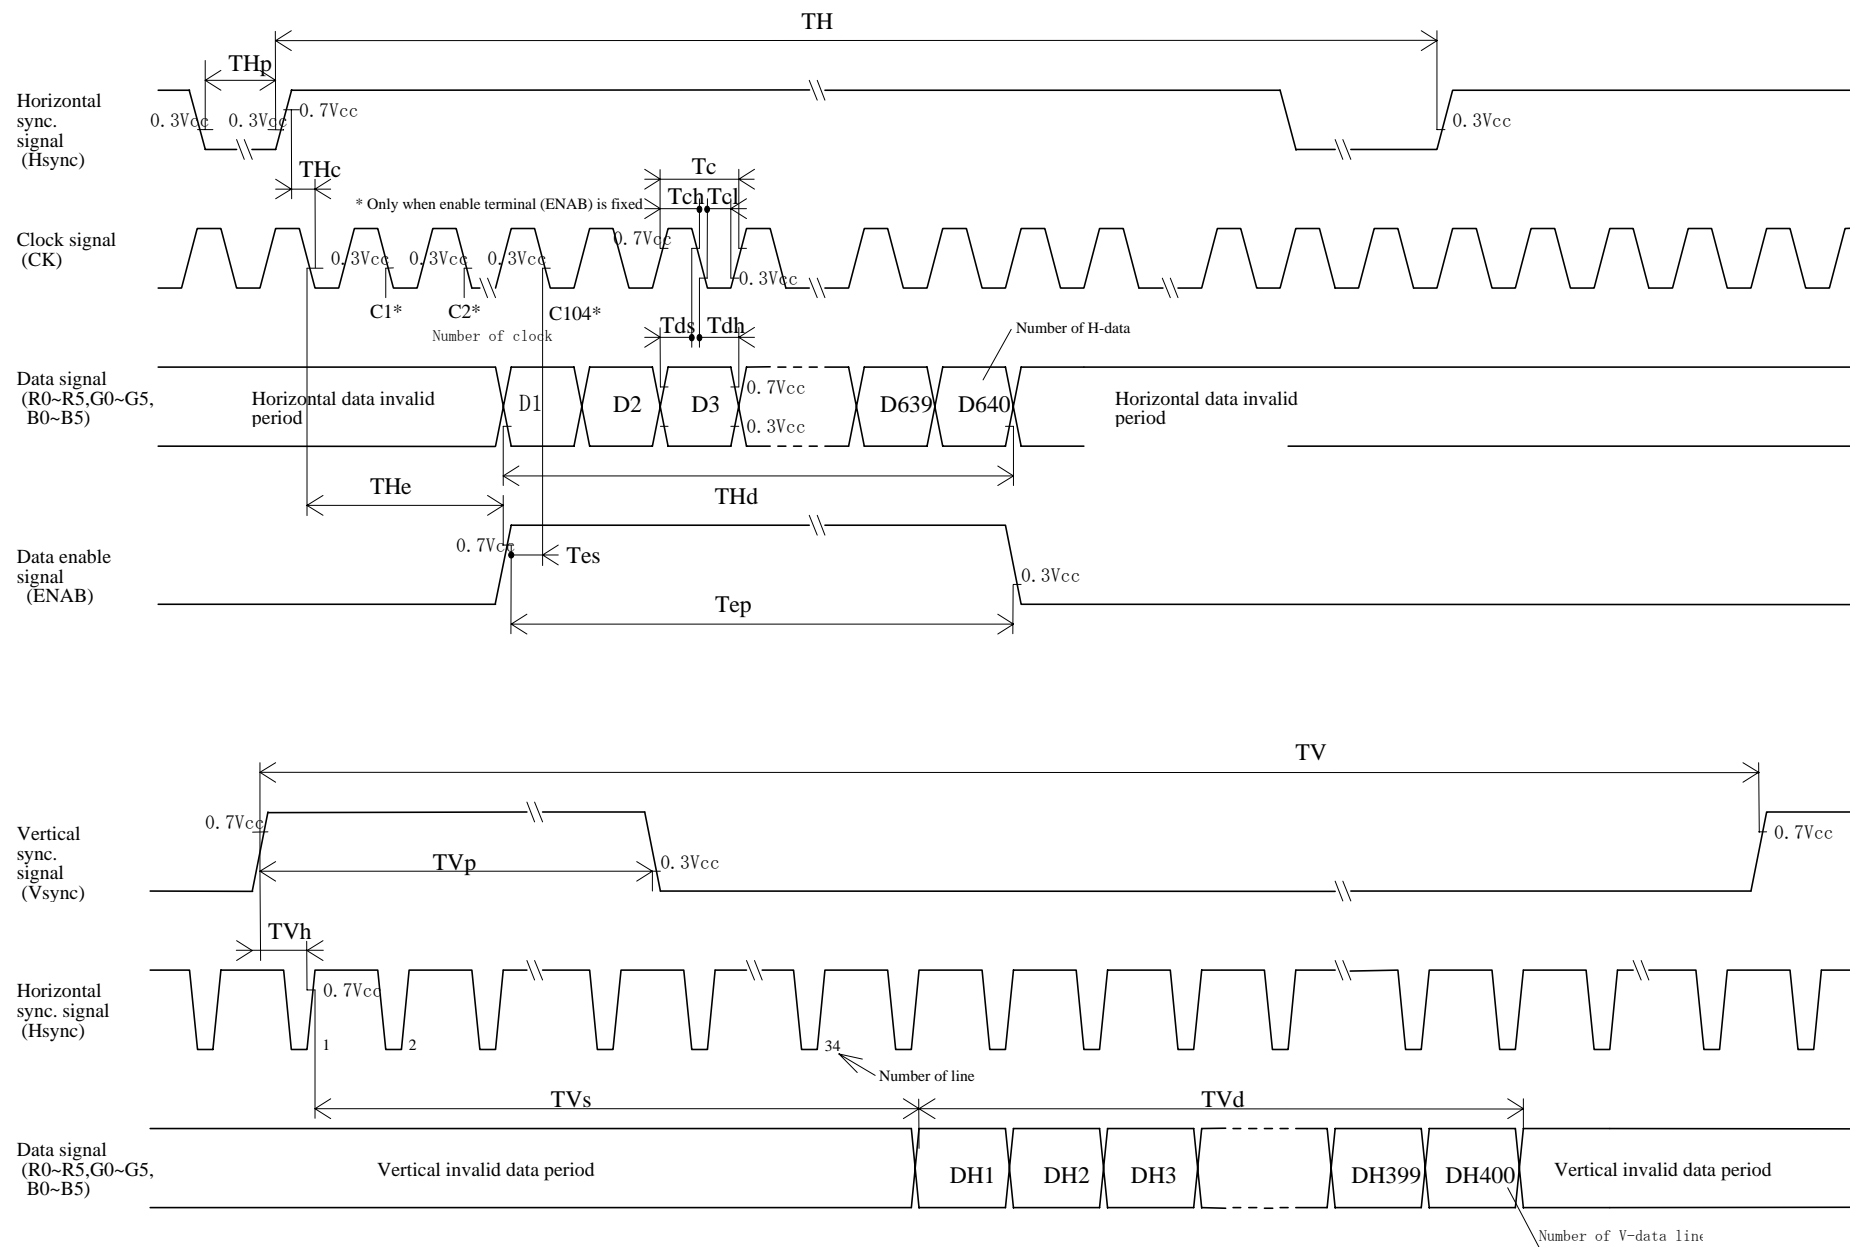 TH
THp
Horizontal
sync.
signal
(Hsync)
0.3Vcc
0.3Vcc
0.7Vcc
0.3Vcc
THc
Tc
Tch
Tcl
* Only when enable terminal (ENAB) is fixed
Clock signal
(CK)
0.7Vcc
0.3Vcc
0.3Vcc
0.3Vcc
0.3Vcc
C1*
C2*
C104*
Number of clock
Tds
Tdh
Number of H-data
Data signal
(R0~R5,G0~G5,
B0~B5)
Horizontal data invalid
period
D1
D2
D3
0.7Vcc
0.3Vcc
D639
D640
Horizontal data invalid
period
THe
THd
Data enable
signal
(ENAB)
0.7Vcc
Tes
0.3Vcc
Tep
TV
Vertical
sync.
signal
(Vsync)
0.7Vcc
TVp
0.3Vcc
0.7Vcc
TVh
Horizontal
sync. signal
(Hsync)
0.7Vcc
1
2
34
Number of line
TVs
TVd
Data signal
(R0~R5,G0~G5,
B0~B5)
Vertical invalid data period
DH1
DH2
DH3
DH399
DH400
Vertical invalid data period
Number of V-data line